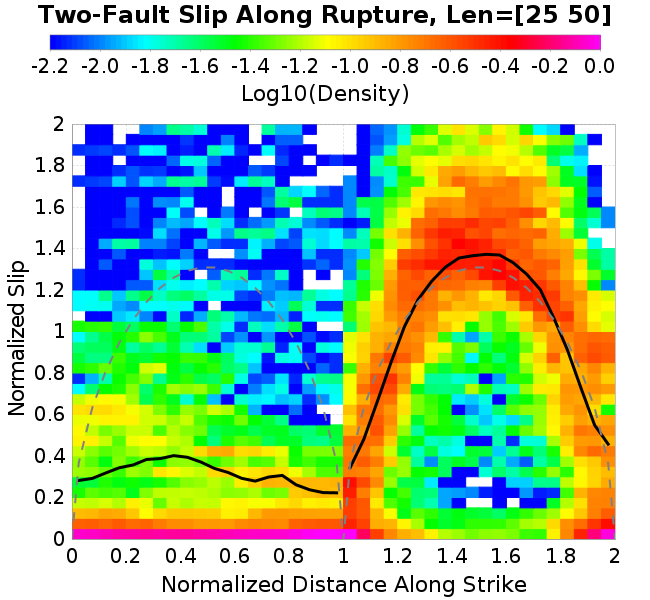 Two-Fault Slip Along Rupture, Len=[25 50]
-2.2 -2.0 -1.8 -1.6 -1.4 -1.2 -1.0 -0.8 -0.6 -0.4 -0.2 0.0
Log10(Density)
2
1.8
1.6
1.4
1.2
1
0.8
0.6
0.4
0.2
0
Normalized Slip
0 0.2 0.4 0.6 0.8 1 1.2 1.4 1.6 1.8 2
Normalized Distance Along Strike